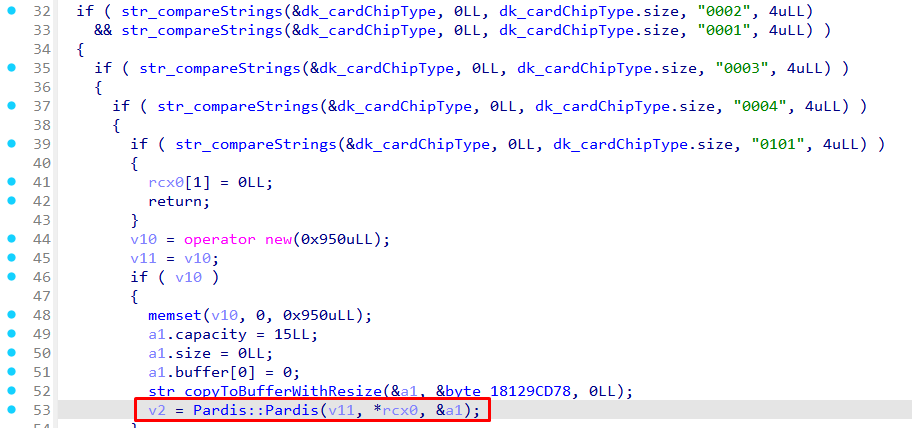 32 if ( str_compareStrings(&dk_cardChipType, 0LL, dk_cardChipType.size, "0002", 4uLL)
33 && str_compareStrings(&dk_cardChipType, 0LL, dk_cardChipType.size, "0001", 4uLL) )
34 {
35 if ( str_compareStrings(&dk_cardChipType, 0LL, dk_cardChipType.size, "0003", 4uLL) )
36 {
37 if ( str_compareStrings(&dk_cardChipType, 0LL, dk_cardChipType.size, "0004", 4uLL) )
38 {
39 if ( str_compareStrings(&dk_cardChipType, 0LL, dk_cardChipType.size, "0101", 4uLL) )
40 {
41 rcx0[1] = 0LL;
42 return;
43 }
44 v10 = operator new(0x950uLL);
45 v11 = v10;
46 if ( v10 )
47 {
48 memset(v10, 0, 0x950uLL);
49 a1.capacity = 15LL;
50 a1.size = 0LL;
51 a1.buffer[0] = 0;
52 str_copyToBufferWithResize(&a1, &byte_18129CD78, 0LL);
53 v2 = Pardis::Pardis(v11, *rcx0, &a1);
54 }